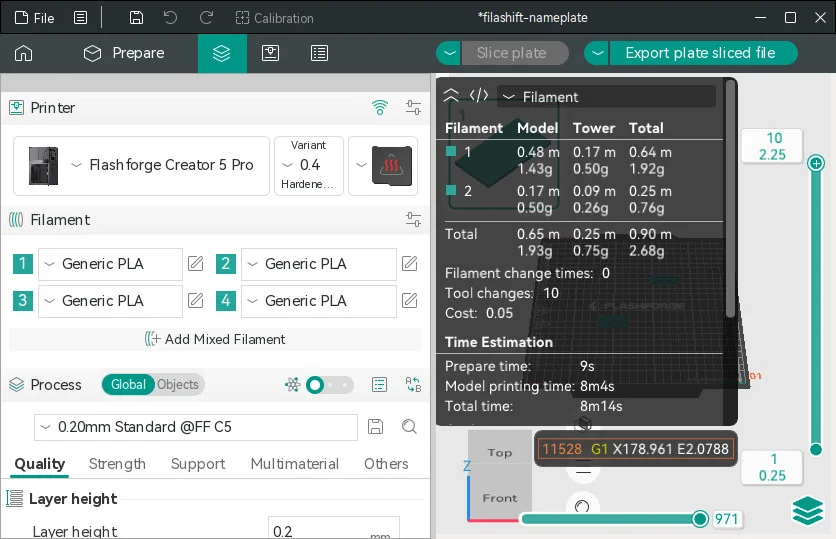 File
Calibration
*filashift-nameplate
Prepare
Slice plate
Export plate sliced file
Printer
Flashforge Creator 5 Pro
Variant
0.4
Hardene...
Filament
1 Generic PLA
2 Generic PLA
3 Generic PLA
4 Generic PLA
Add Mixed Filament
Process
Global Objects
0.20mm Standard @FF C5
Quality Strength Support Multimaterial Others
Layer height
Layer height 0.2 mm
Filament
Filament Model Tower Total
1 0.48 m 0.17 m 0.64 m
1.43g 0.50g 1.92g
2 0.17 m 0.09 m 0.25 m
0.50g 0.26g 0.76g
Total 0.65 m 0.25 m 0.90 m
1.93g 0.75g 2.68g
Filament change times: 0
Tool changes: 10
Cost: 0.05
Time Estimation
Prepare time: 9s
Model printing time: 8m4s
Total time: 8m14s
FLASHFORGE
01
10
2.25
11528 G1 X178.961 E2.0788
Top
Front
Z
1
0.25
971